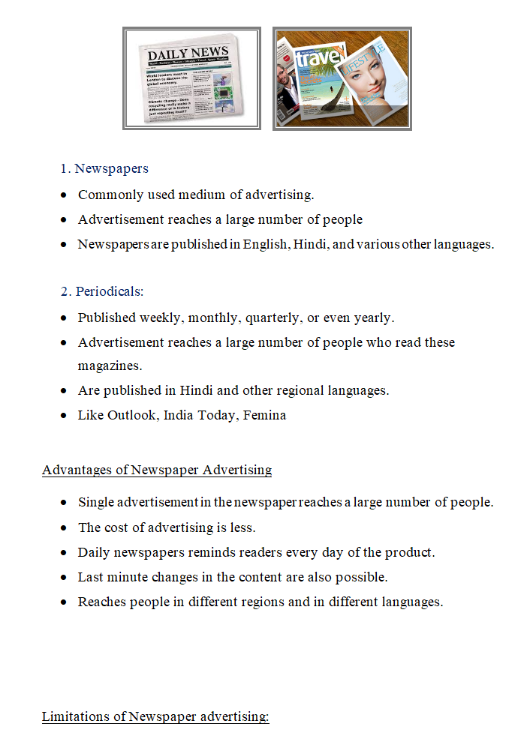 DAILY NEWS
travel
1. Newspapers
• Commonly used medium of advertising.
• Advertisement reaches a large number of people
• Newspapers are published in English, Hindi, and various other languages.
2. Periodicals:
• Published weekly, monthly, quarterly, or even yearly.
• Advertisement reaches a large number of people who read these
magazines.
• Are published in Hindi and other regional languages.
• Like Outlook, India Today, Femina
Advantages of Newspaper Advertising
• Single advertisement in the newspaper reaches a large number of people.
• The cost of advertising is less.
• Daily newspapers reminds readers every day of the product.
• Last minute changes in the content are also possible.
• Reaches people in different regions and in different languages.
Limitations of Newspaper advertising: